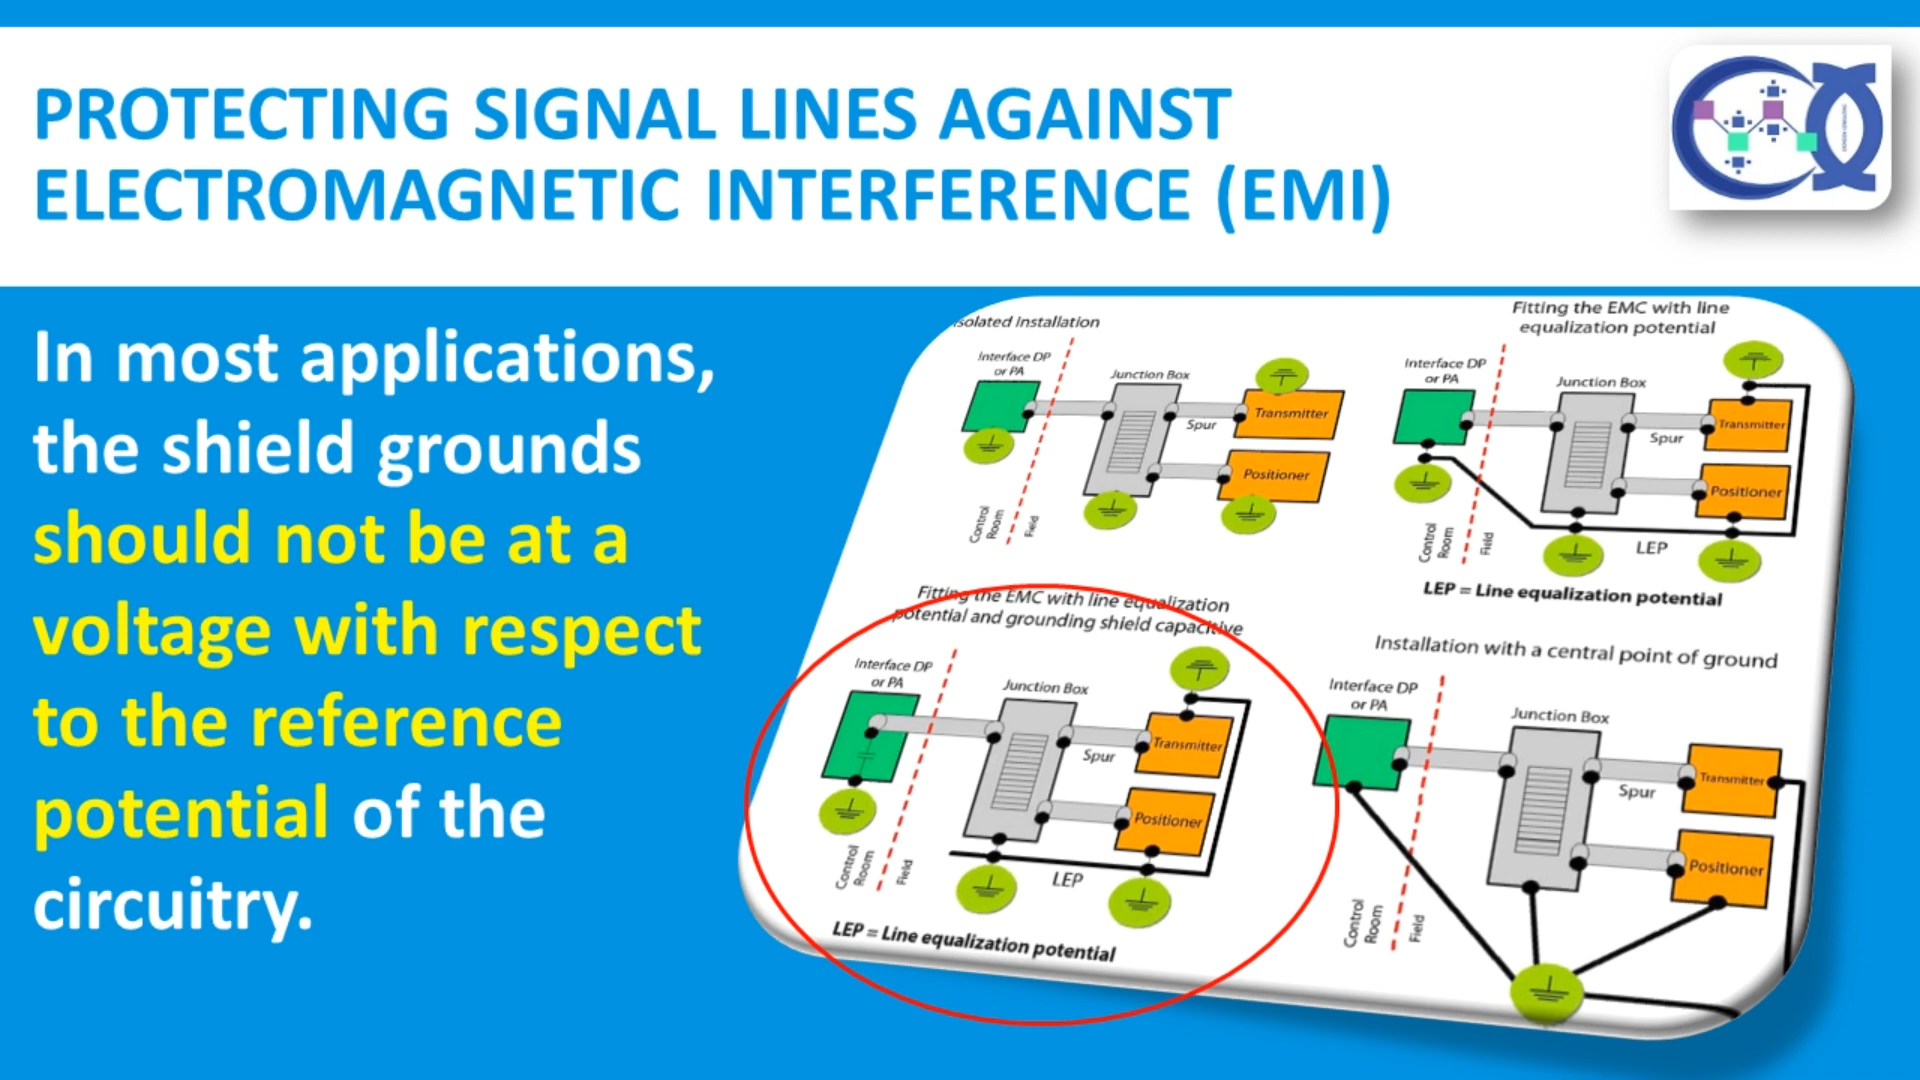 PROTECTING SIGNAL LINES AGAINST
ELECTROMAGNETIC INTERFERENCE (EMI)
In most applications,
the shield grounds
should not be at a
voltage with respect
to the reference
potential of the
circuitry.
solated Installation
Interface DP
or PA
Junction Box
Transmitter
Spur
Positioner
Control
Room
Field
Fitting the EMC with line
equalization potential
Interface DP
or PA
Junction Box
Transmitter
Spur
Positioner
Control
Room
Field
LEP
LEP = Line equalization potential
Fitting the EMC with line equalization
potential and grounding shield capacitive
Interface DP
or PA
Junction Box
Transmitter
Spur
Positioner
Control
Room
Field
LEP
LEP = Line equalization potential
Installation with a central point of ground
Interface DP
or PA
Junction Box
Transmitter
Spur
Positioner
Control
Room
Field